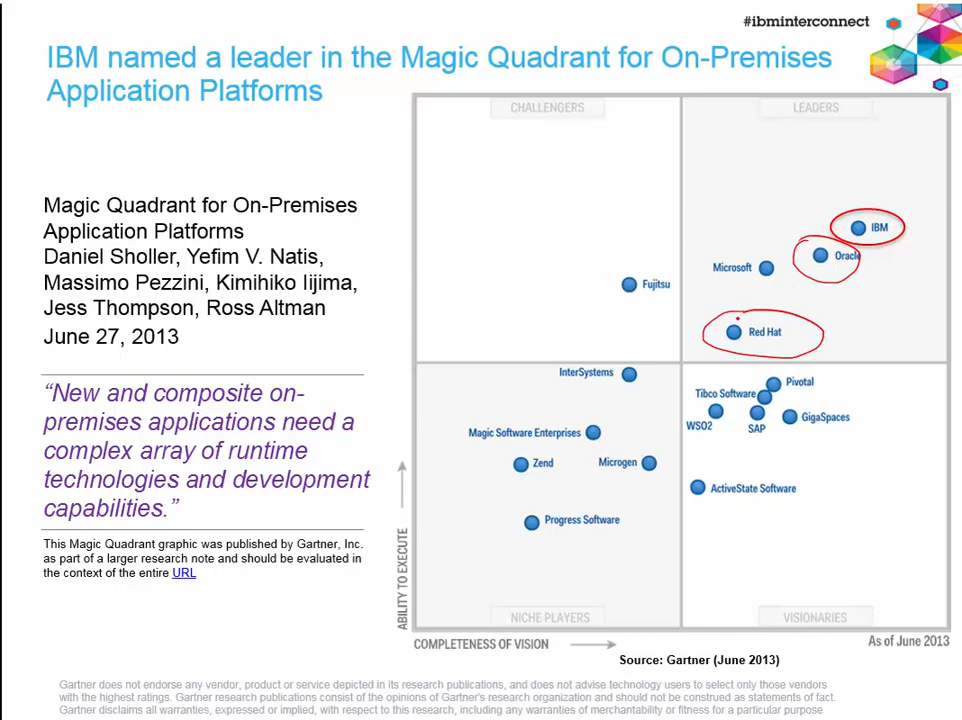 #ibminterconnect
IBM named a leader in the Magic Quadrant for On-Premises
Application Platforms
Magic Quadrant for On-Premises
Application Platforms
Daniel Sholler, Yefim V. Natis,
Massimo Pezzini, Kimihiko Iijima,
Jess Thompson, Ross Altman
June 27, 2013
“New and composite on-
premises applications need a
complex array of runtime
technologies and development
capabilities.”
This Magic Quadrant graphic was published by Gartner, Inc.
as part of a larger research note and should be evaluated in
the context of the entire URL
CHALLENGERS
LEADERS
IBM
Oracle
Microsoft
Fujitsu
Red Hat
InterSystems
Pivotal
Tibco Software
WSO2
SAP
GigaSpaces
Magic Software Enterprises
Zend
Microgen
ActiveState Software
Progress Software
NICHE PLAYERS
VISIONARIES
ABILITY TO EXECUTE
COMPLETENESS OF VISION
As of June 2013
Source: Gartner (June 2013)
Gartner does not endorse any vendor, product or service depicted in its research publications, and does not advise technology users to select only those vendors
with the highest ratings. Gartner research publications consist of the opinions of Gartner's research organization and should not be construed as statements of fact.
Gartner disclaims all warranties, expressed or implied, with respect to this research, including any warranties of merchantability or fitness for a particular purpose